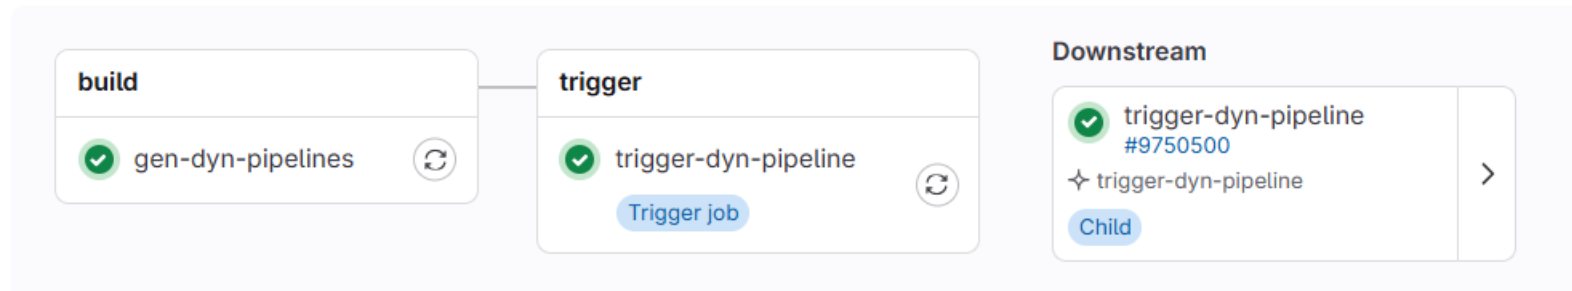 build
gen-dyn-pipelines
trigger
trigger-dyn-pipeline
Trigger job
Downstream
trigger-dyn-pipeline
#9750500
trigger-dyn-pipeline
Child